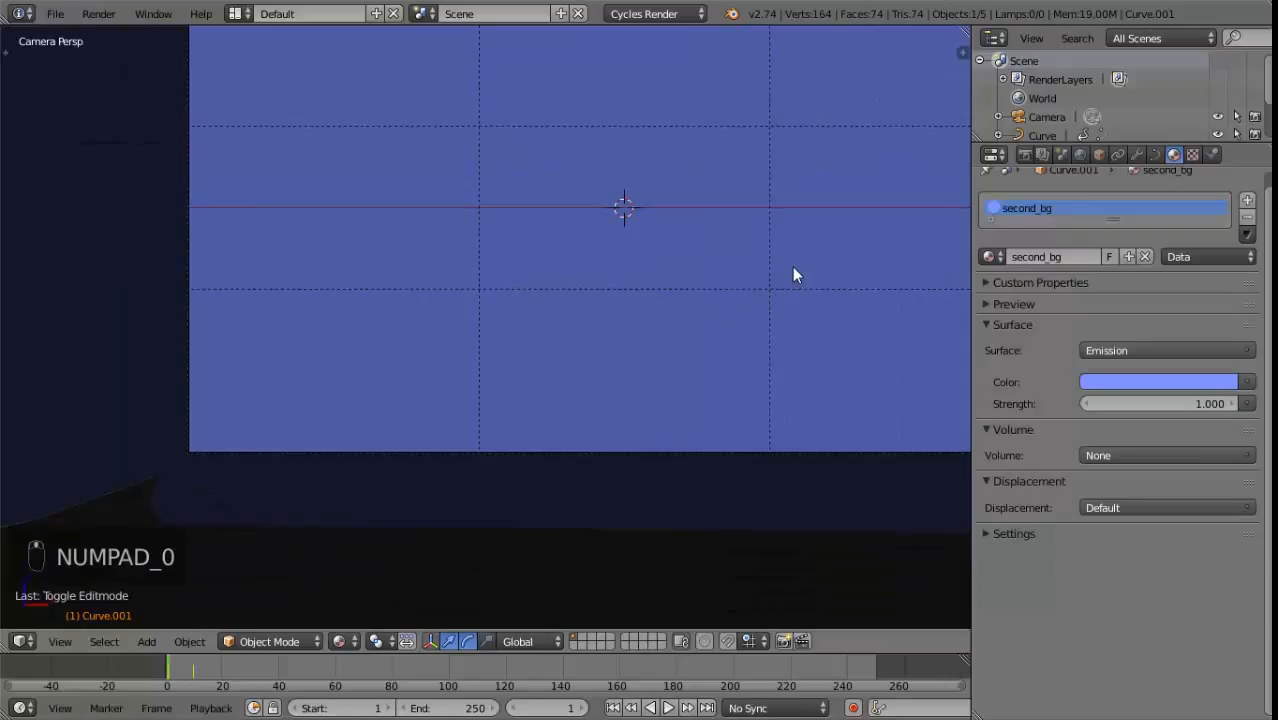 File Render Window Help Default Scene Cycles Render v2.74 | Verts:164 | Faces:74 | Tris:74 | Objects:1/5 | Lamps:0/0 | Mem:19.00M | Curve.001
Camera Persp
View Search All Scenes
Scene
RenderLayers
World
Camera
Curve
Curve.001 second_bg
second_bg
second_bg F Data
Custom Properties
Preview
Surface
Surface: Emission
Color:
Strength: 1.000
Volume
Volume: None
Displacement
Displacement: Default
Settings
NUMPAD_0
Last: Toggle Editmode
(1) Curve.001
View Select Add Object Object Mode Global
-40 -20 0 20 40 60 80 100 120 140 160 180 200 220 240 260
View Marker Frame Playback Start: 1 End: 250 1 No Sync